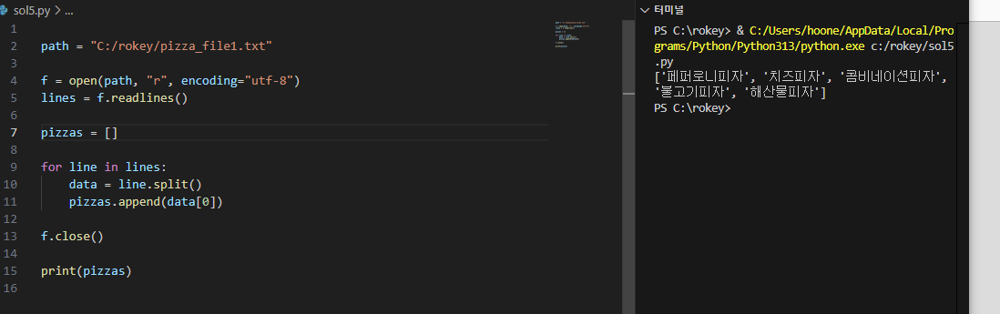 sol5.py > ...
1
2 path = "C:/rokey/pizza_file1.txt"
3
4 f = open(path, "r", encoding="utf-8")
5 lines = f.readlines()
6
7 pizzas = []
8
9 for line in lines:
10     data = line.split()
11     pizzas.append(data[0])
12
13 f.close()
14
15 print(pizzas)
16
터미널
PS C:\rokey> & C:/Users/hoone/AppData/Local/Pro
grams/Python/Python313/python.exe c:/rokey/sol5
.py
['페퍼로니피자', '치즈피자', '콤비네이션피자',
'불고기피자', '해산물피자']
PS C:\rokey>